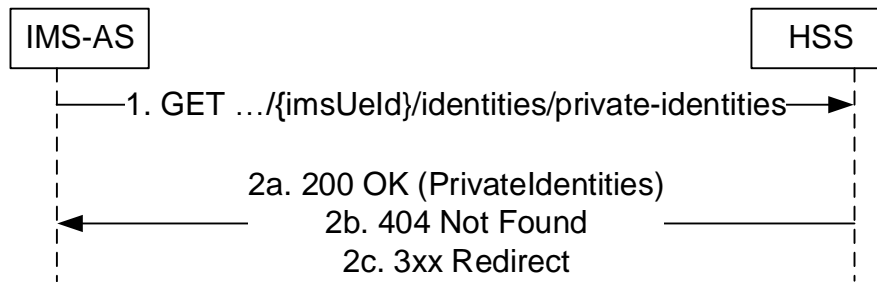 IMS-AS
HSS
1. GET …/{imsUeId}/identities/private-identities
2a. 200 OK (PrivateIdentities)
2b. 404 Not Found
2c. 3xx Redirect